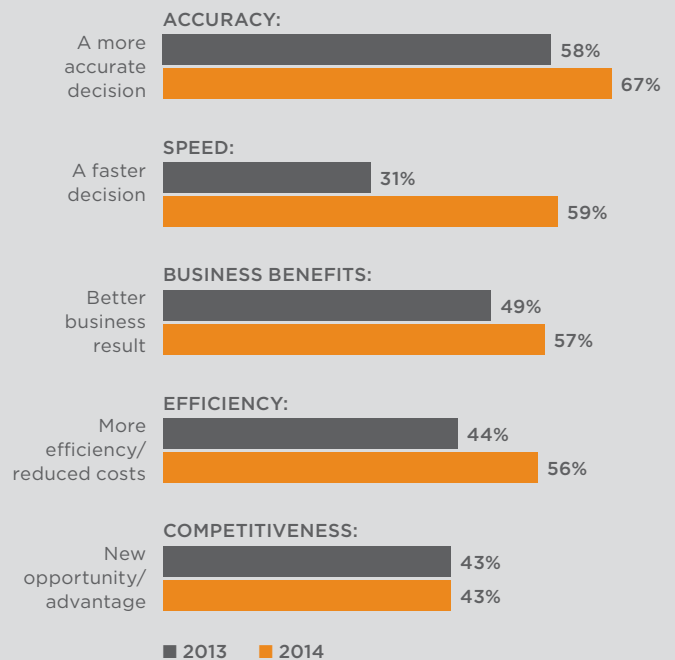 ACCURACY:
A more
accurate
decision
58%
67%
SPEED:
A faster
decision
31%
59%
BUSINESS BENEFITS:
Better
business
result
49%
57%
EFFICIENCY:
More
efficiency/
reduced costs
44%
56%
COMPETITIVENESS:
New
opportunity/
advantage
43%
43%
2013 2014